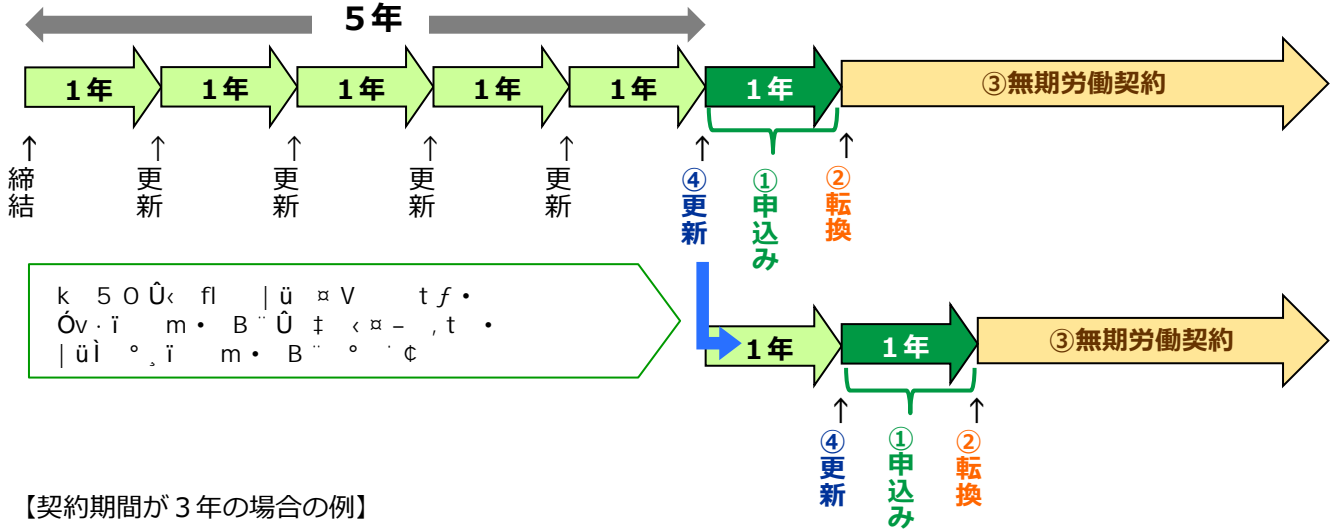 5年
1年 1年 1年 1年 1年 1年 ③無期労働契約
↑ ↑ ↑ ↑ ↑ ↑ ↑
締結 更新 更新 更新 更新 ④更新 ①申込み ②転換
1年 1年 ③無期労働契約
↑ ↑
④更新 ①申込み ②転換
【契約期間が3年の場合の例】